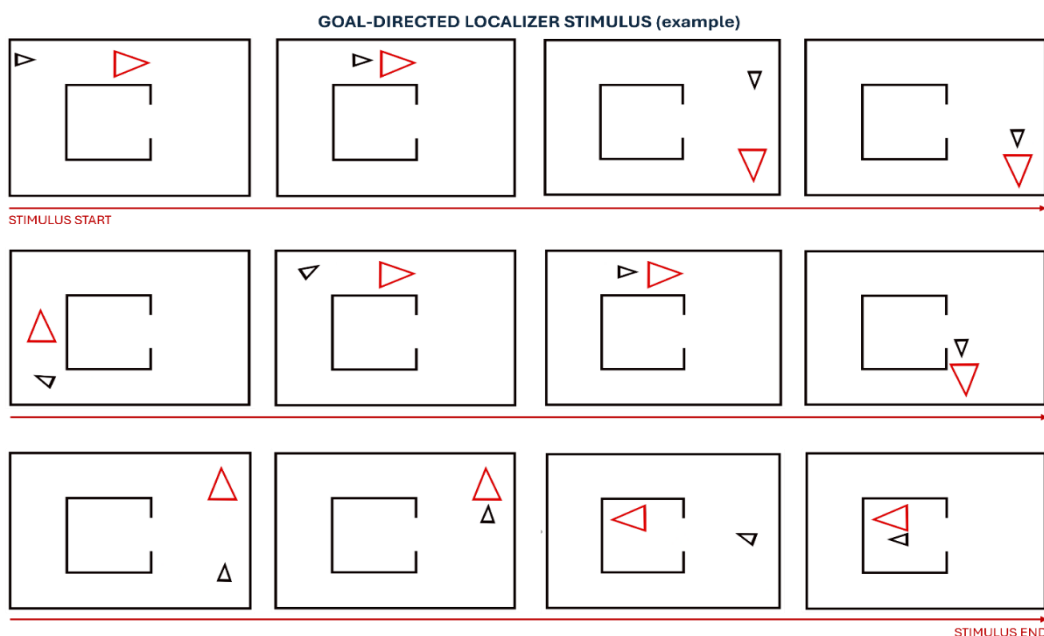 GOAL-DIRECTED LOCALIZER STIMULUS (example)
STIMULUS START
STIMULUS END